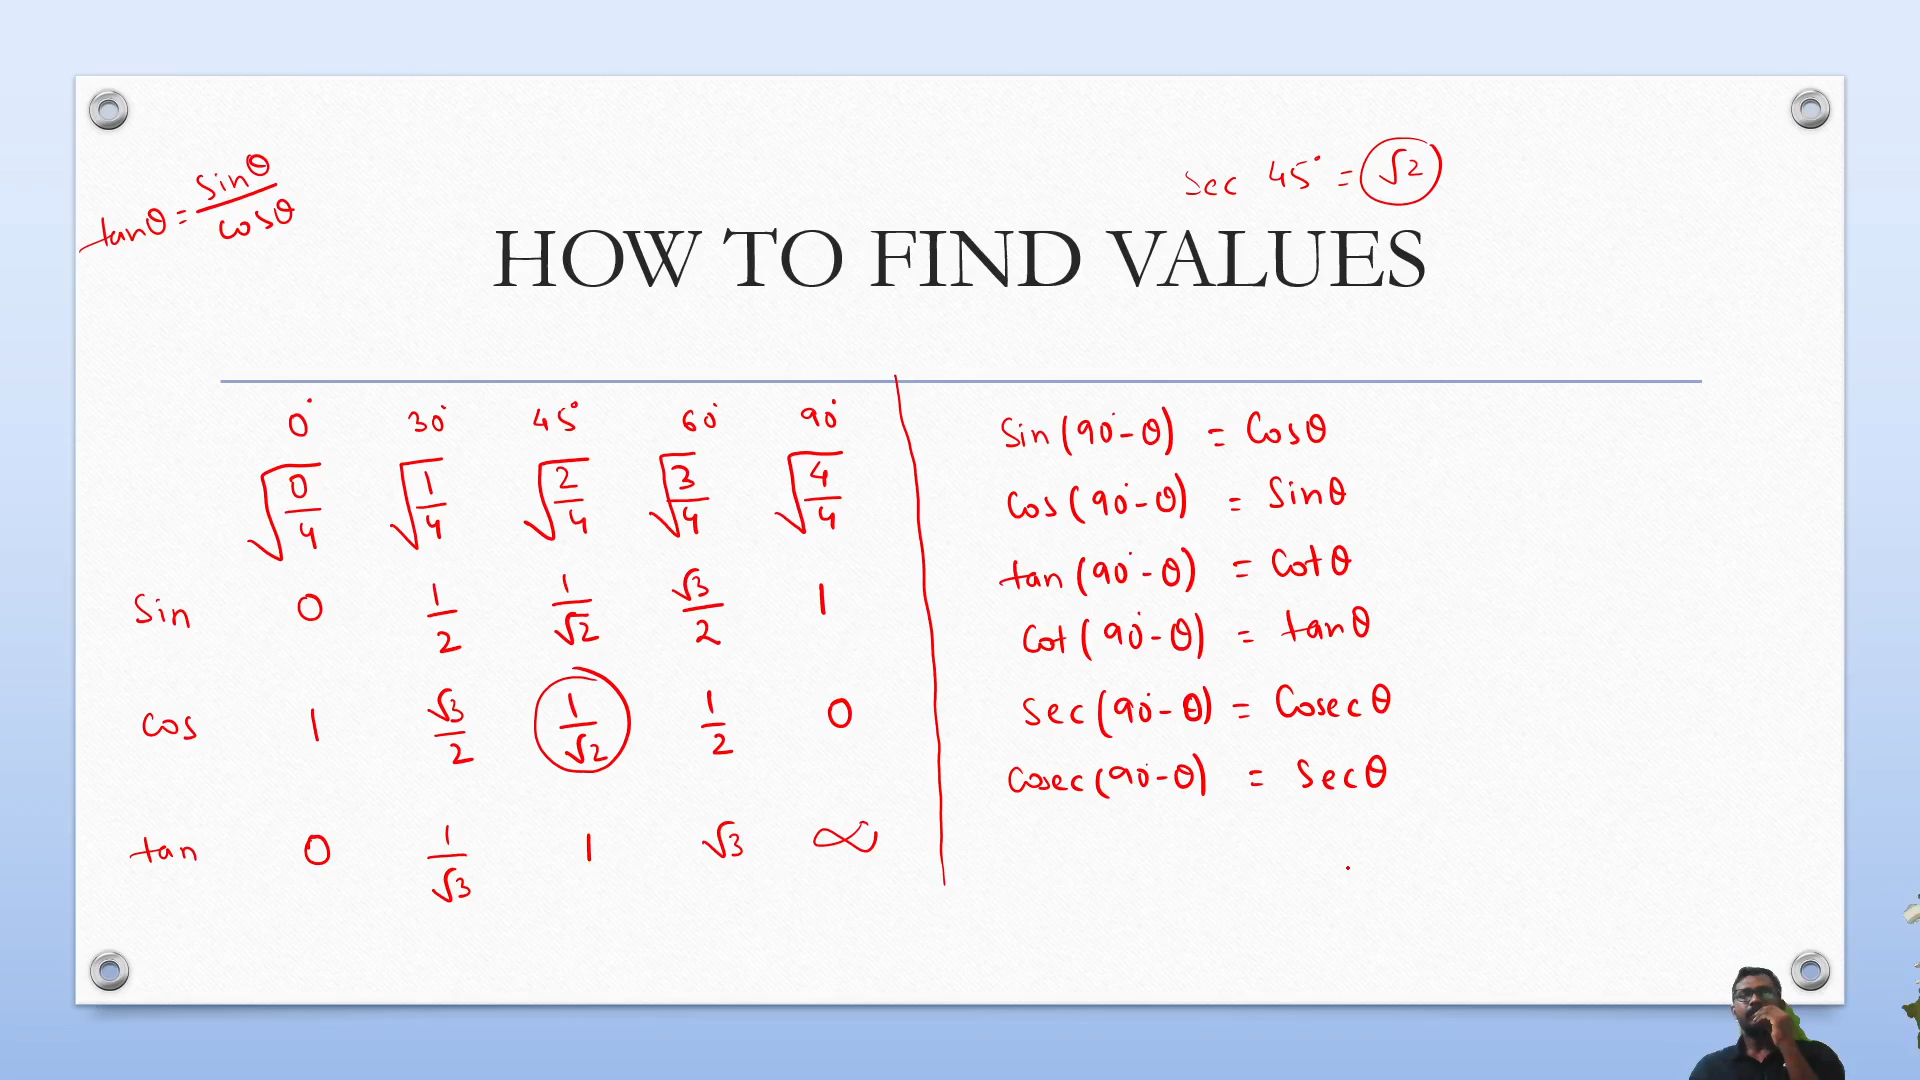 tanθ = sinθ / cosθ
sec 45° = √2
HOW TO FIND VALUES
0° 30° 45° 60° 90°
√(0/4) √(1/4) √(2/4) √(3/4) √(4/4)
Sin 0 1/2 1/√2 √3/2 1
Cos 1 √3/2 1/√2 1/2 0
tan 0 1/√3 1 √3 ∞
Sin(90°-θ) = Cosθ
Cos(90°-θ) = Sinθ
tan(90°-θ) = Cotθ
Cot(90°-θ) = tanθ
Sec(90°-θ) = Cosecθ
Cosec(90°-θ) = Secθ